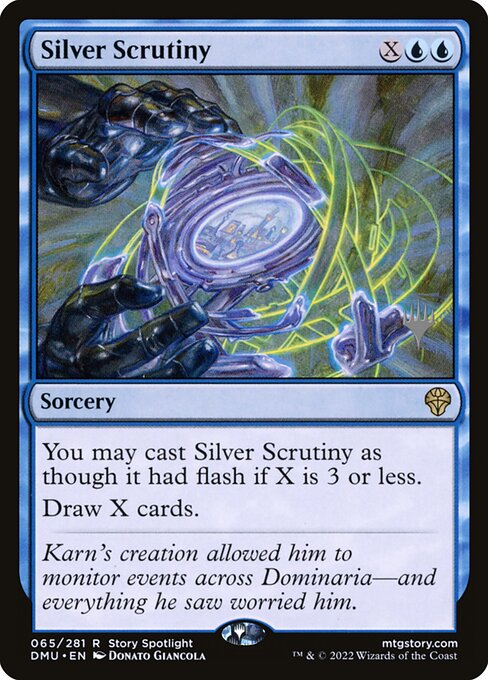 Silver Scrutiny X
Sorcery
You may cast Silver Scrutiny as
though it had flash if X is 3 or less.
Draw X cards.
Karn's creation allowed him to
monitor events across Dominaria—and
everything he saw worried him.
065/281 R Story Spotlight mtgstory.com
DMU • EN Donato Giancola ™ & © 2022 Wizards of the Coast